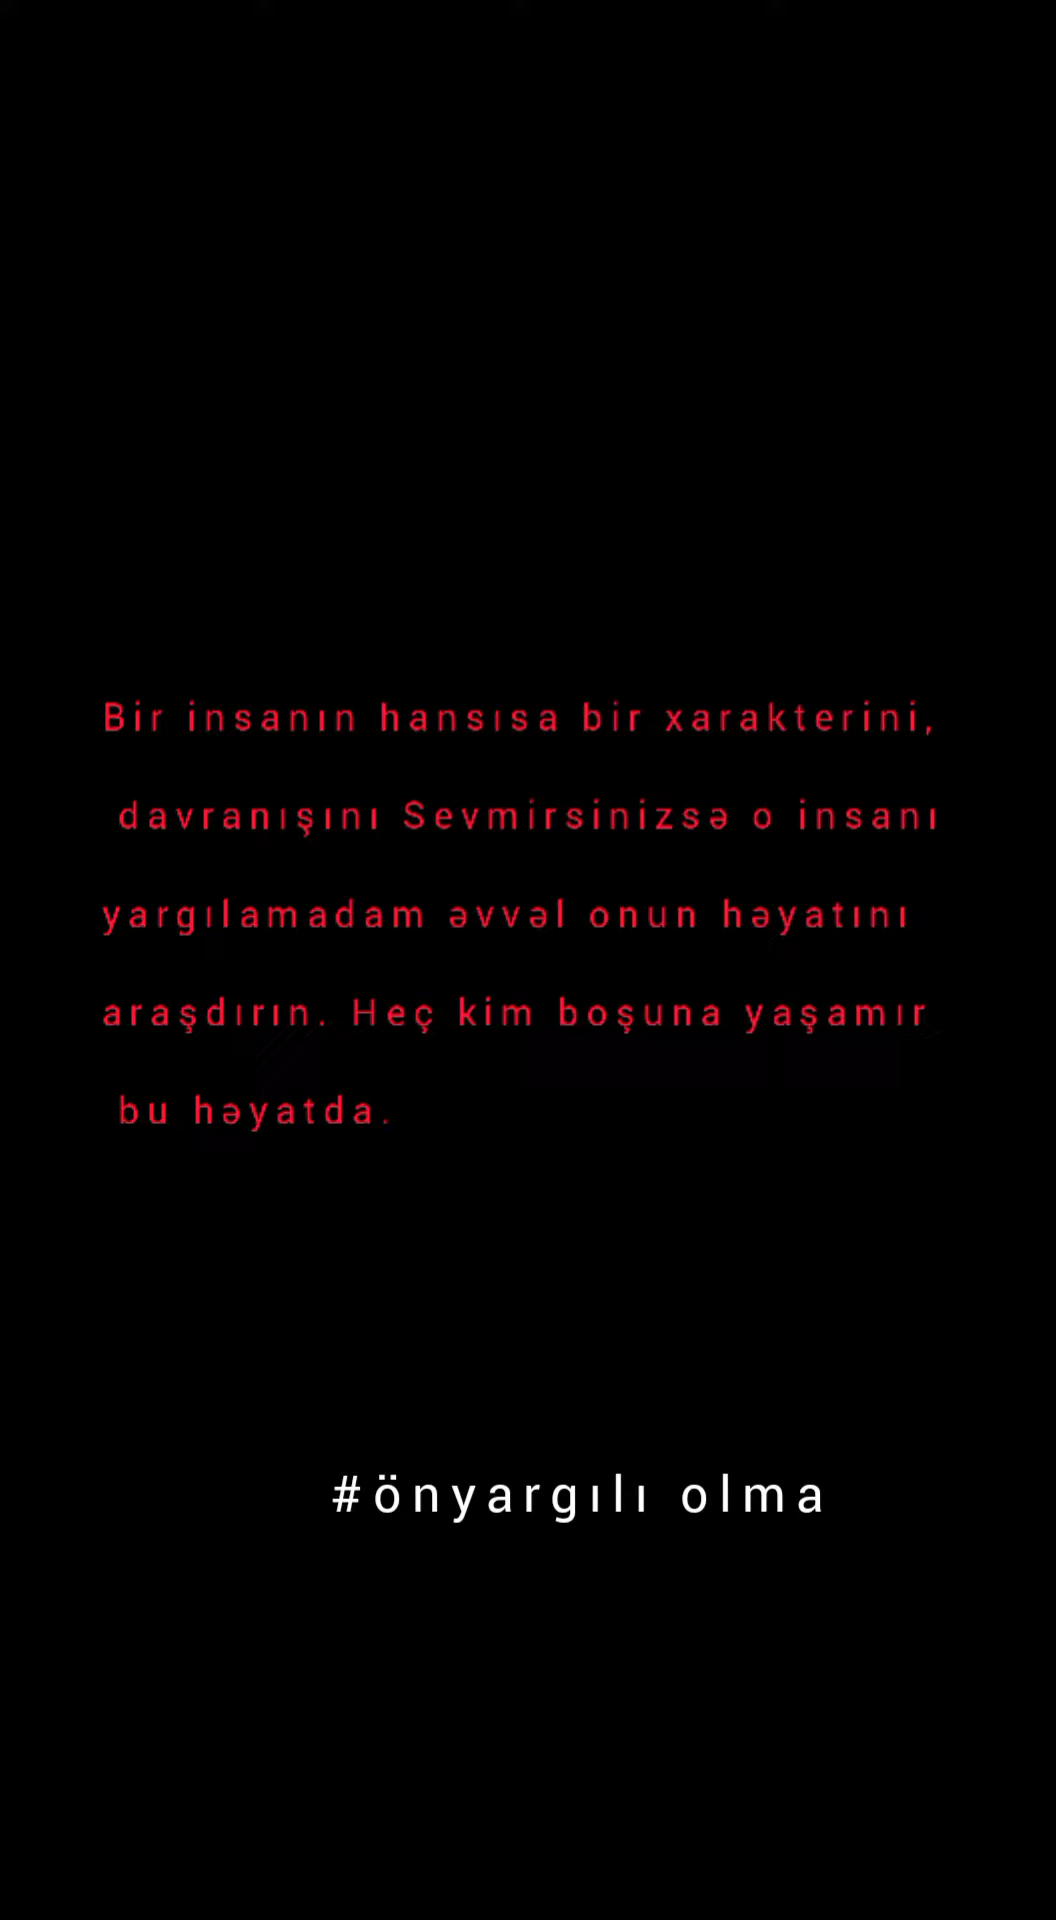 Bir insanın hansısa bir xarakterini,
davranışını Sevmirsinizsə o insanı
yargılamadam əvvəl onun həyatını
araşdırın. Heç kim boşuna yaşamır
bu həyatda.
#önyargılı olma